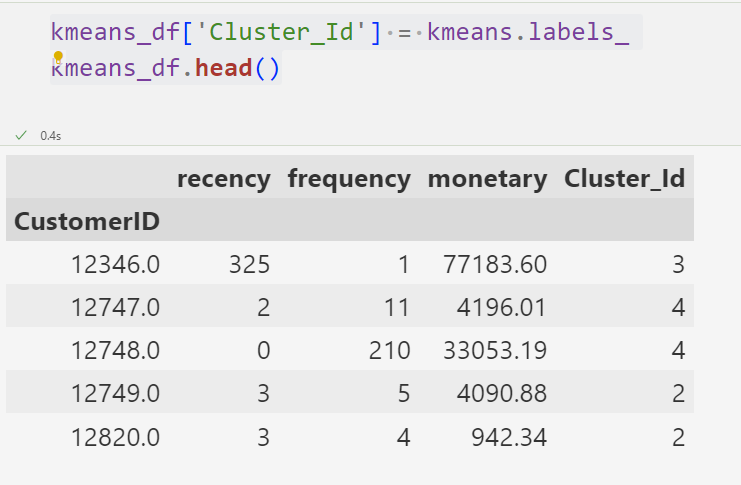 kmeans_df['Cluster_Id'] = kmeans.labels_
kmeans_df.head()
0.4s
recency frequency monetary Cluster_Id
CustomerID
12346.0 325 1 77183.60 3
12747.0 2 11 4196.01 4
12748.0 0 210 33053.19 4
12749.0 3 5 4090.88 2
12820.0 3 4 942.34 2